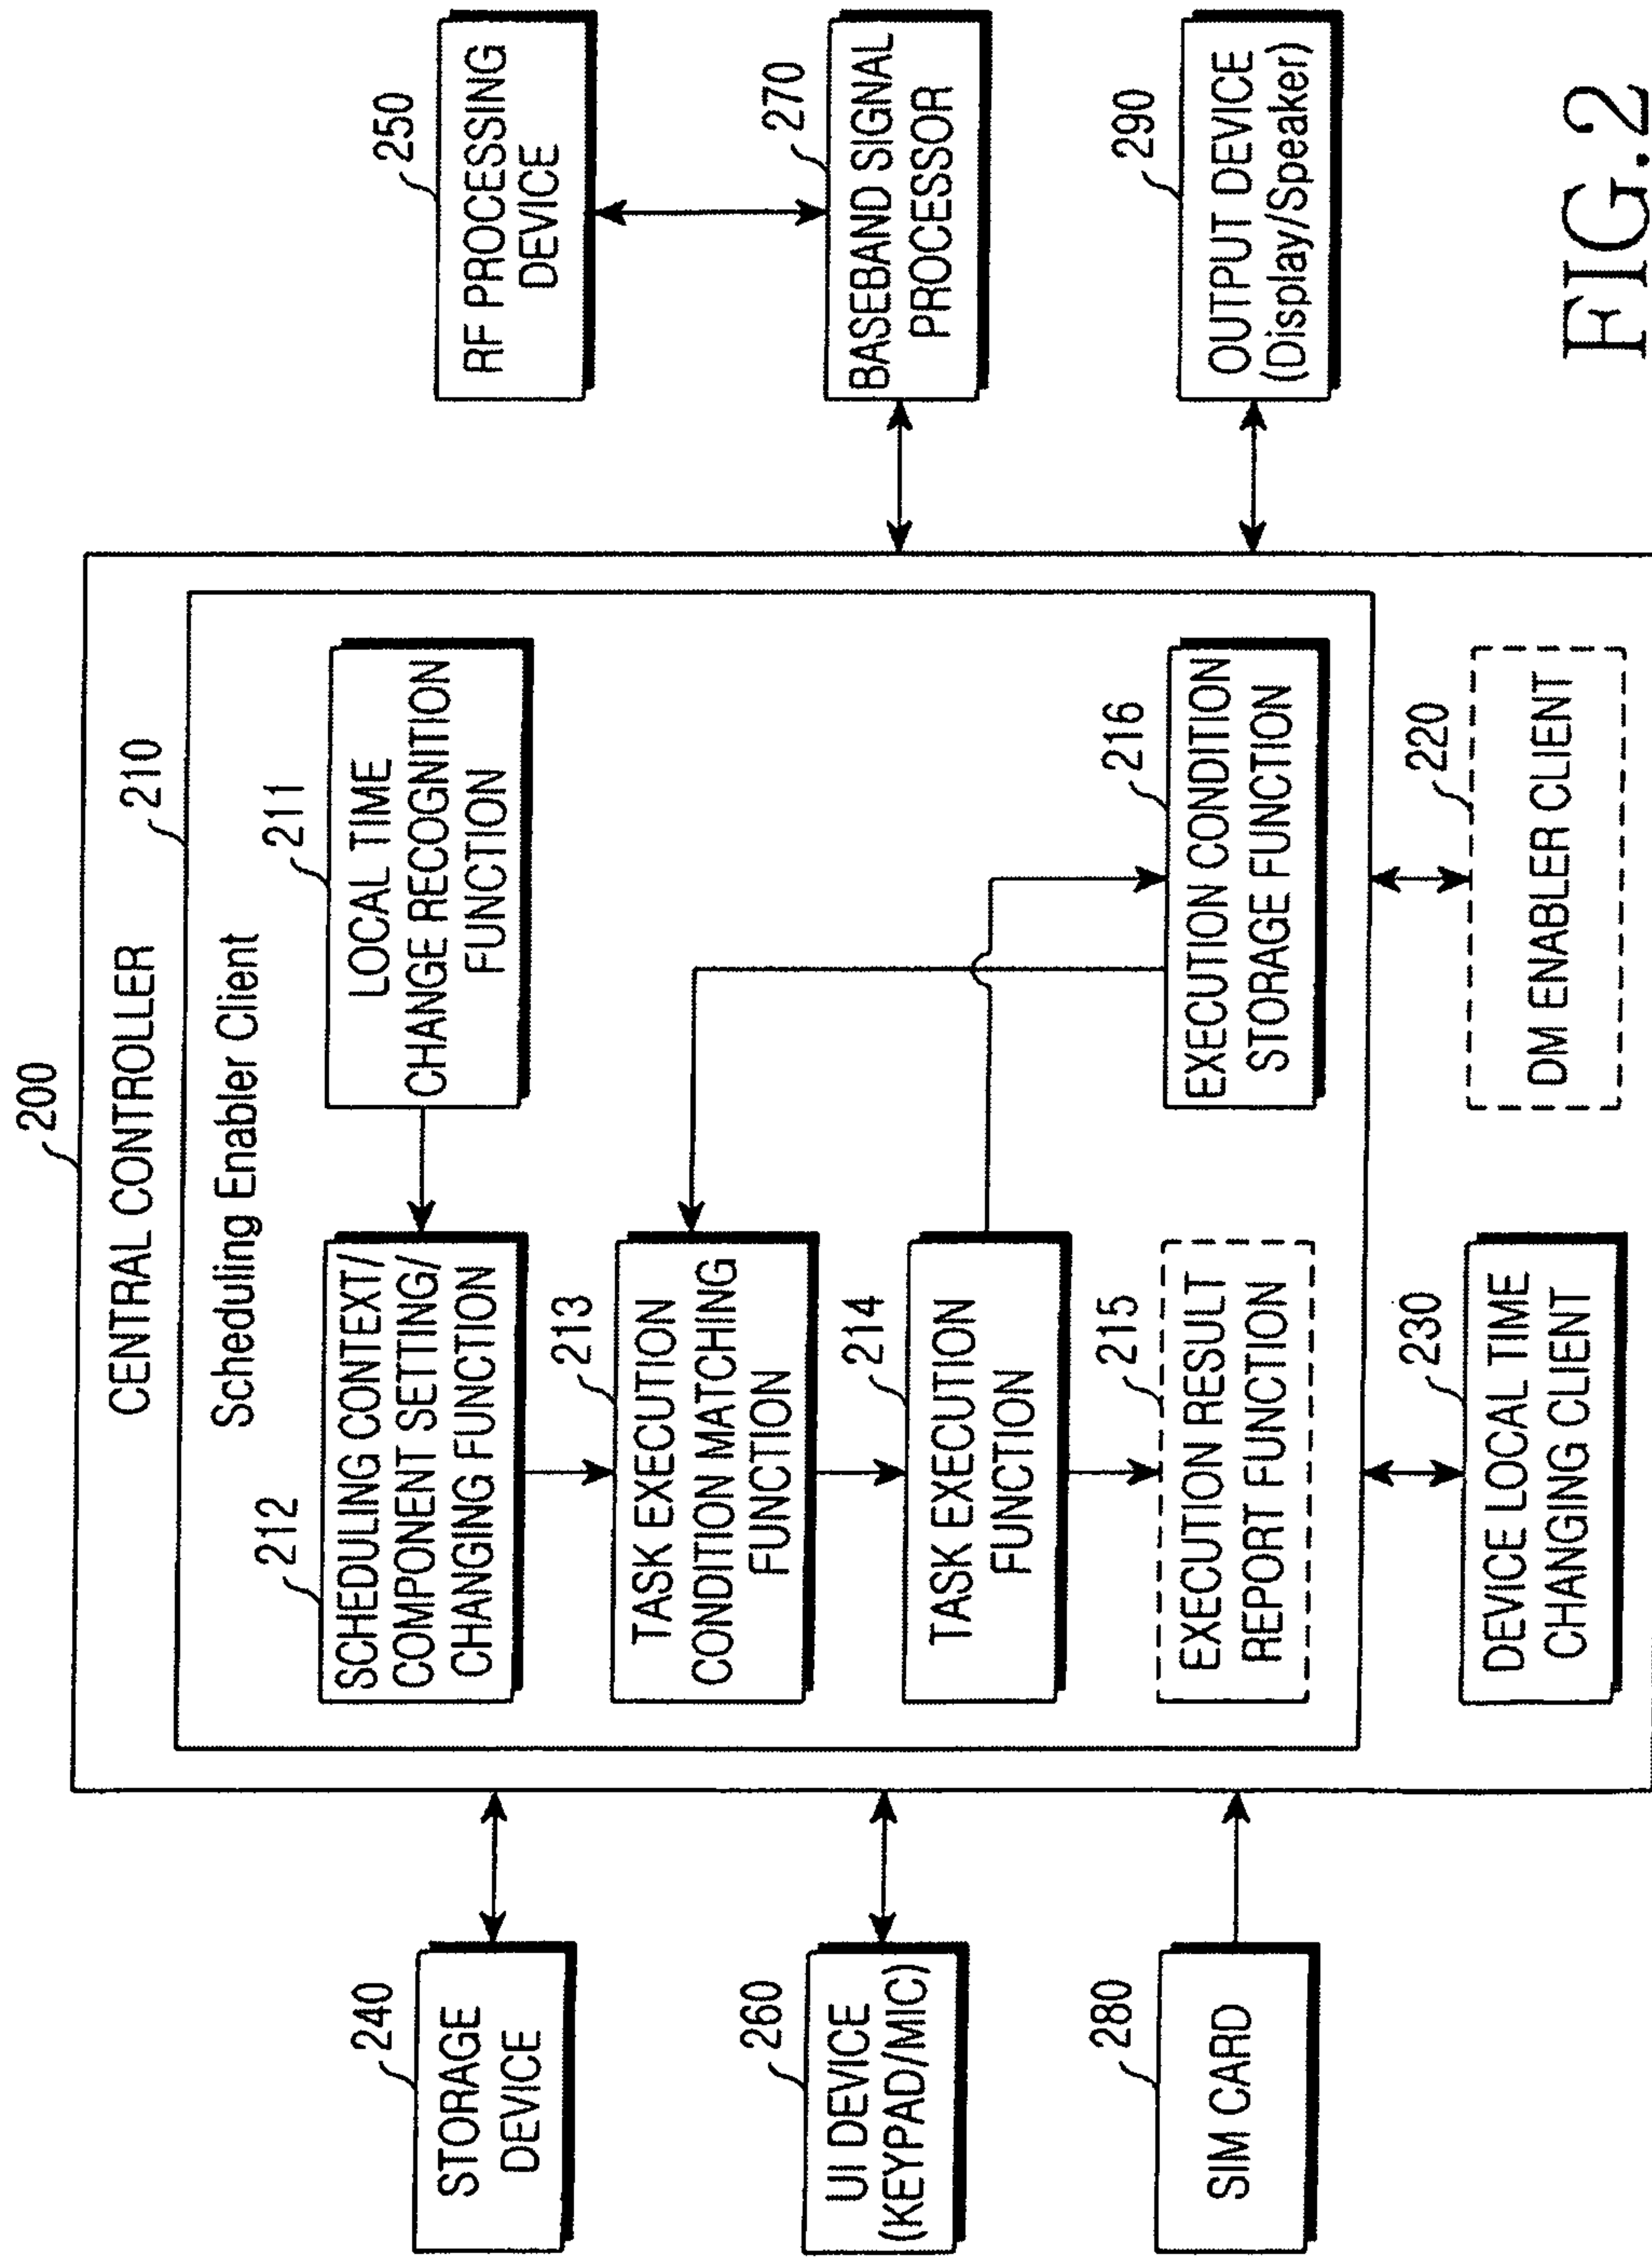 200
CENTRAL CONTROLLER
210
Scheduling Enabler Client
240
STORAGE
DEVICE
212
SCHEDULING CONTEXT/
COMPONENT SETTING/
CHANGING FUNCTION
211
LOCAL TIME
CHANGE RECOGNITION
FUNCTION
250
RF PROCESSING
DEVICE
260
UI DEVICE
(KEYPAD/MIC)
213
TASK EXECUTION
CONDITION MATCHING
FUNCTION
270
BASEBAND SIGNAL
PROCESSOR
214
TASK EXECUTION
FUNCTION
280
SIM CARD
215
EXECUTION RESULT
REPORT FUNCTION
216
EXECUTION CONDITION
STORAGE FUNCTION
290
OUTPUT DEVICE
(Display/Speaker)
230
DEVICE LOCAL TIME
CHANGING CLIENT
220
DM ENABLER CLIENT
FIG.2